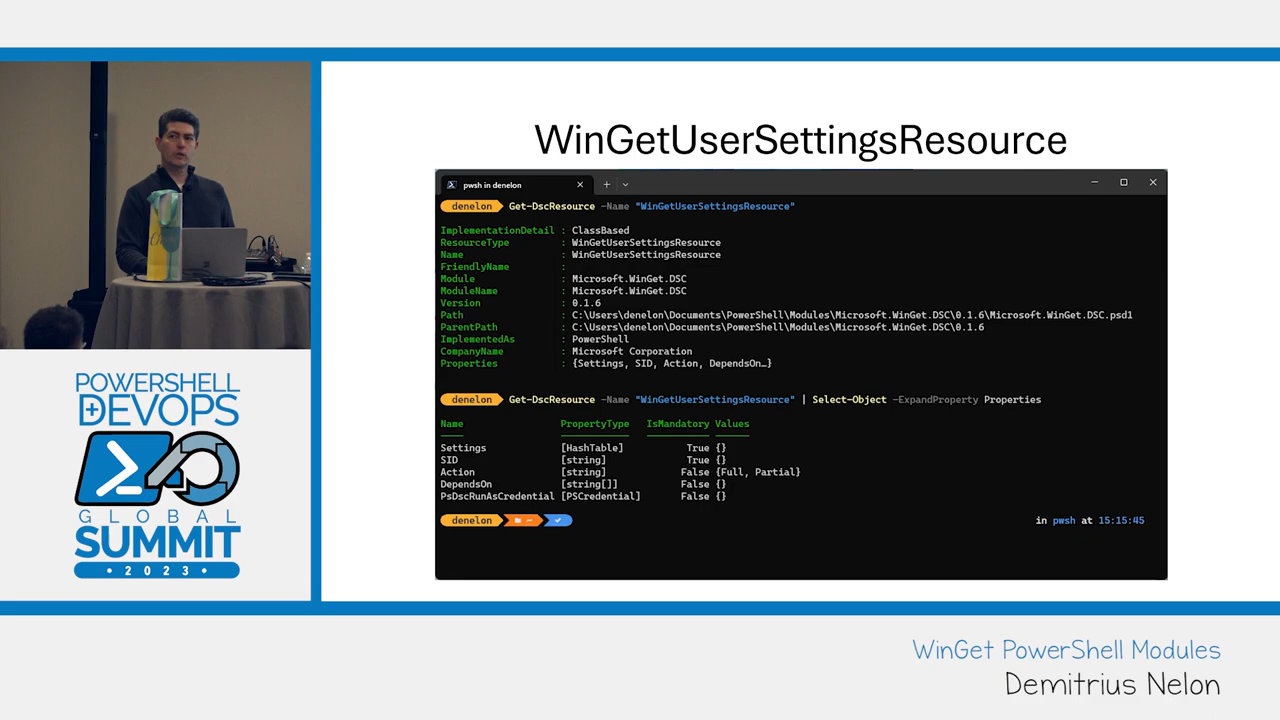 WinGetUserSettingsResource
pwsh in denelon
denelon Get-DscResource -Name "WinGetUserSettingsResource"
ImplementationDetail : ClassBased
ResourceType : WinGetUserSettingsResource
Name : WinGetUserSettingsResource
FriendlyName :
Module : Microsoft.WinGet.DSC
ModuleName : Microsoft.WinGet.DSC
Version : 0.1.6
Path : C:\Users\denelon\Documents\PowerShell\Modules\Microsoft.WinGet.DSC\0.1.6\Microsoft.WinGet.DSC.psd1
ParentPath : C:\Users\denelon\Documents\PowerShell\Modules\Microsoft.WinGet.DSC\0.1.6
ImplementedAs : PowerShell
CompanyName : Microsoft Corporation
Properties : {Settings, SID, Action, DependsOn…}
denelon Get-DscResource -Name "WinGetUserSettingsResource" | Select-Object -ExpandProperty Properties
Name PropertyType IsMandatory Values
Settings [HashTable] True {}
SID [string] True {}
Action [string] False {Full, Partial}
DependsOn [string[]] False {}
PsDscRunAsCredential [PSCredential] False {}
denelon ~ in pwsh at 15:15:45
POWERSHELL
+DEVOPS
GLOBAL
SUMMIT
• 2023 •
WinGet PowerShell Modules
Demitrius Nelon